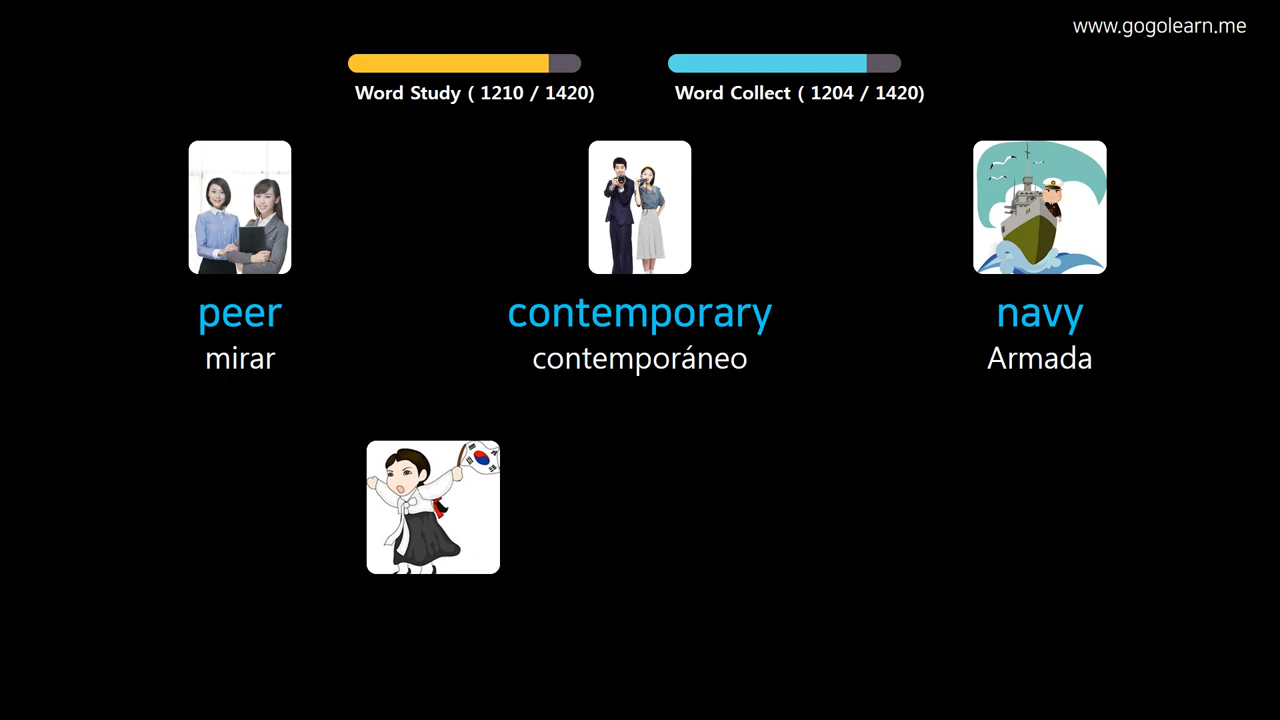 www.gogolearn.me
Word Study ( 1210 / 1420)
Word Collect ( 1204 / 1420)
peer
mirar
contemporary
contemporáneo
navy
Armada